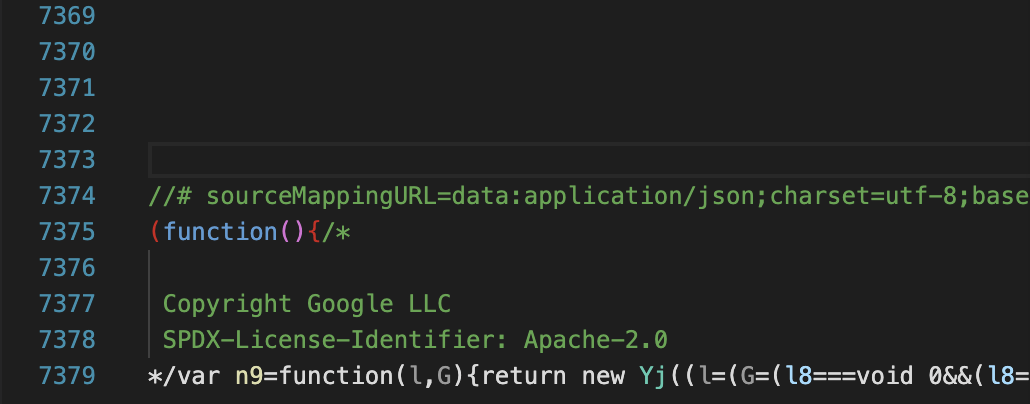 7369
7370
7371
7372
7373
7374 //# sourceMappingURL=data:application/json;charset=utf-8;base
7375 (function(){/*
7376
7377 Copyright Google LLC
7378 SPDX-License-Identifier: Apache-2.0
7379 */var n9=function(l,G){return new Yj((l=(G=(l8===void 0&&(l8=